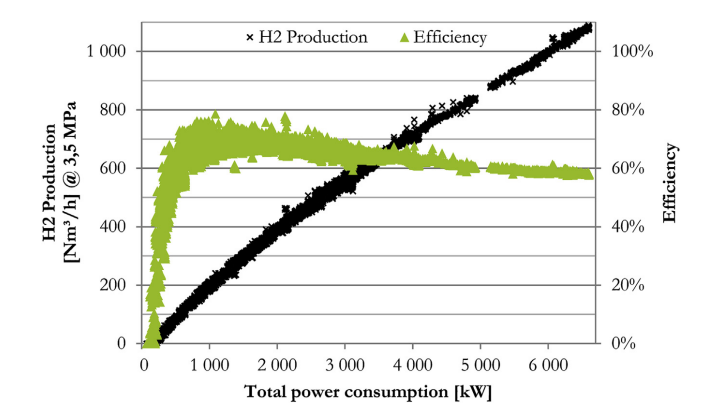 × H2 Production ▲ Efficiency
H2 Production
[Nm³/h] @ 3,5 MPa
1 000
800
600
400
200
0
100%
80%
60%
40%
20%
0%
Efficiency
0 1 000 2 000 3 000 4 000 5 000 6 000
Total power consumption [kW]